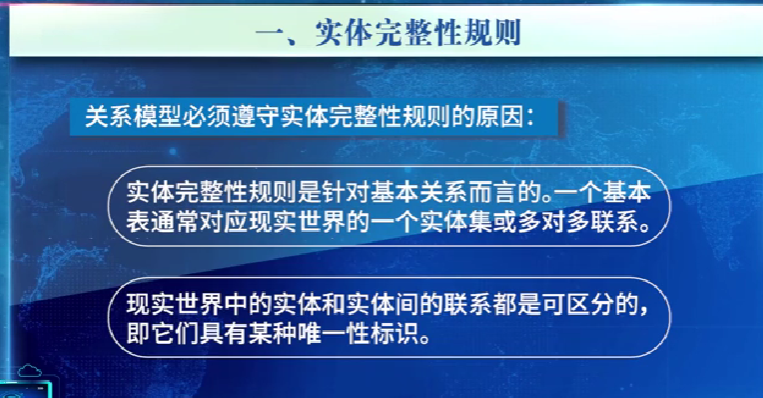 一、实体完整性规则
关系模型必须遵守实体完整性规则的原因：
实体完整性规则是针对基本关系而言的。一个基本
表通常对应现实世界的一个实体集或多对多联系。
现实世界中的实体和实体间的联系都是可区分的，
即它们具有某种唯一性标识。